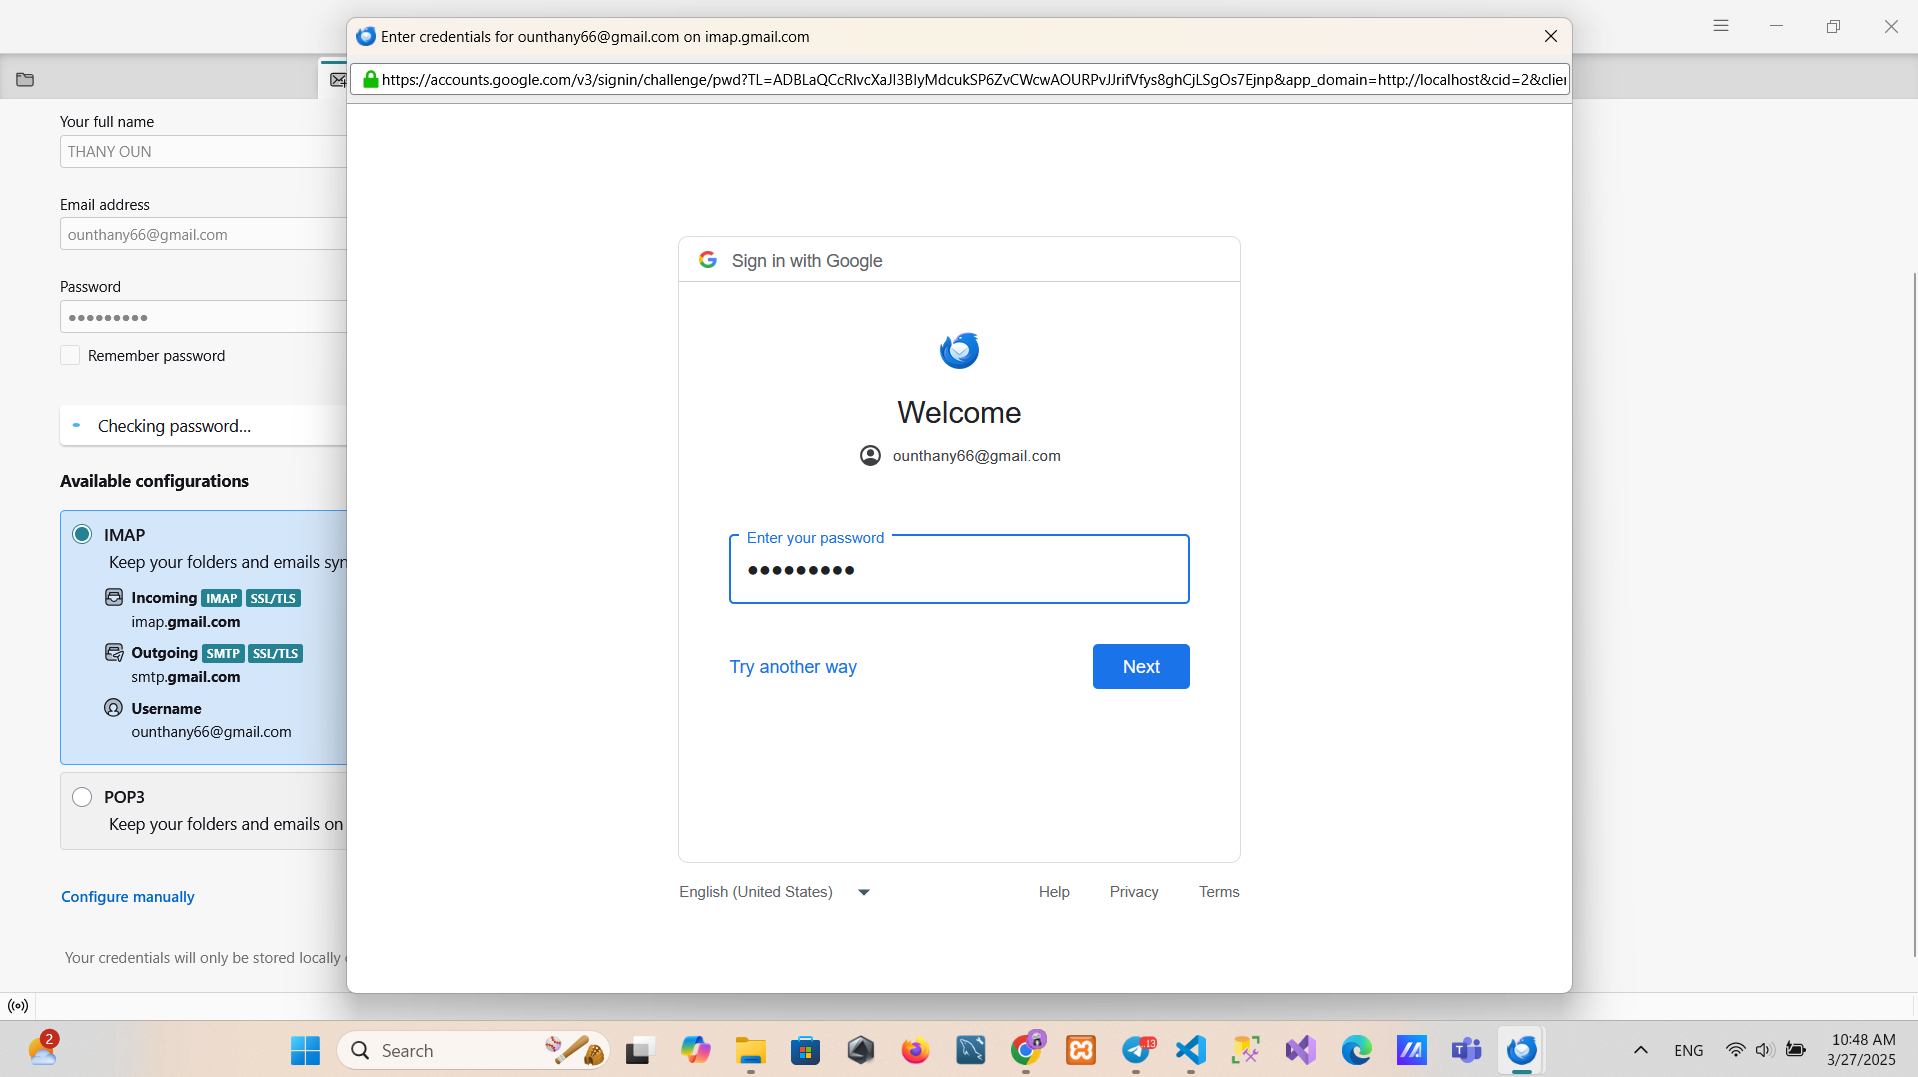 Enter credentials for ounthany66@gmail.com on imap.gmail.com
https://accounts.google.com/v3/signin/challenge/pwd?TL=ADBLaQCcRlvcXaJl3BIyMdcukSP6ZvCWcwAOURPvJJrifVfys8ghCjLSgOs7Ejnp&app_domain=http://localhost&cid=2&clie
Your full name
THANY OUN
Email address
ounthany66@gmail.com
Password
•••••••••
Remember password
Checking password...
Available configurations
IMAP
Keep your folders and emails syn
Incoming IMAP SSL/TLS
imap.gmail.com
Outgoing SMTP SSL/TLS
smtp.gmail.com
Username
ounthany66@gmail.com
POP3
Keep your folders and emails on
Configure manually
Your credentials will only be stored locally
Sign in with Google
Welcome
ounthany66@gmail.com
Enter your password
•••••••••
Try another way
Next
English (United States)
Help Privacy Terms
2
Search
13
ENG
10:48 AM
3/27/2025